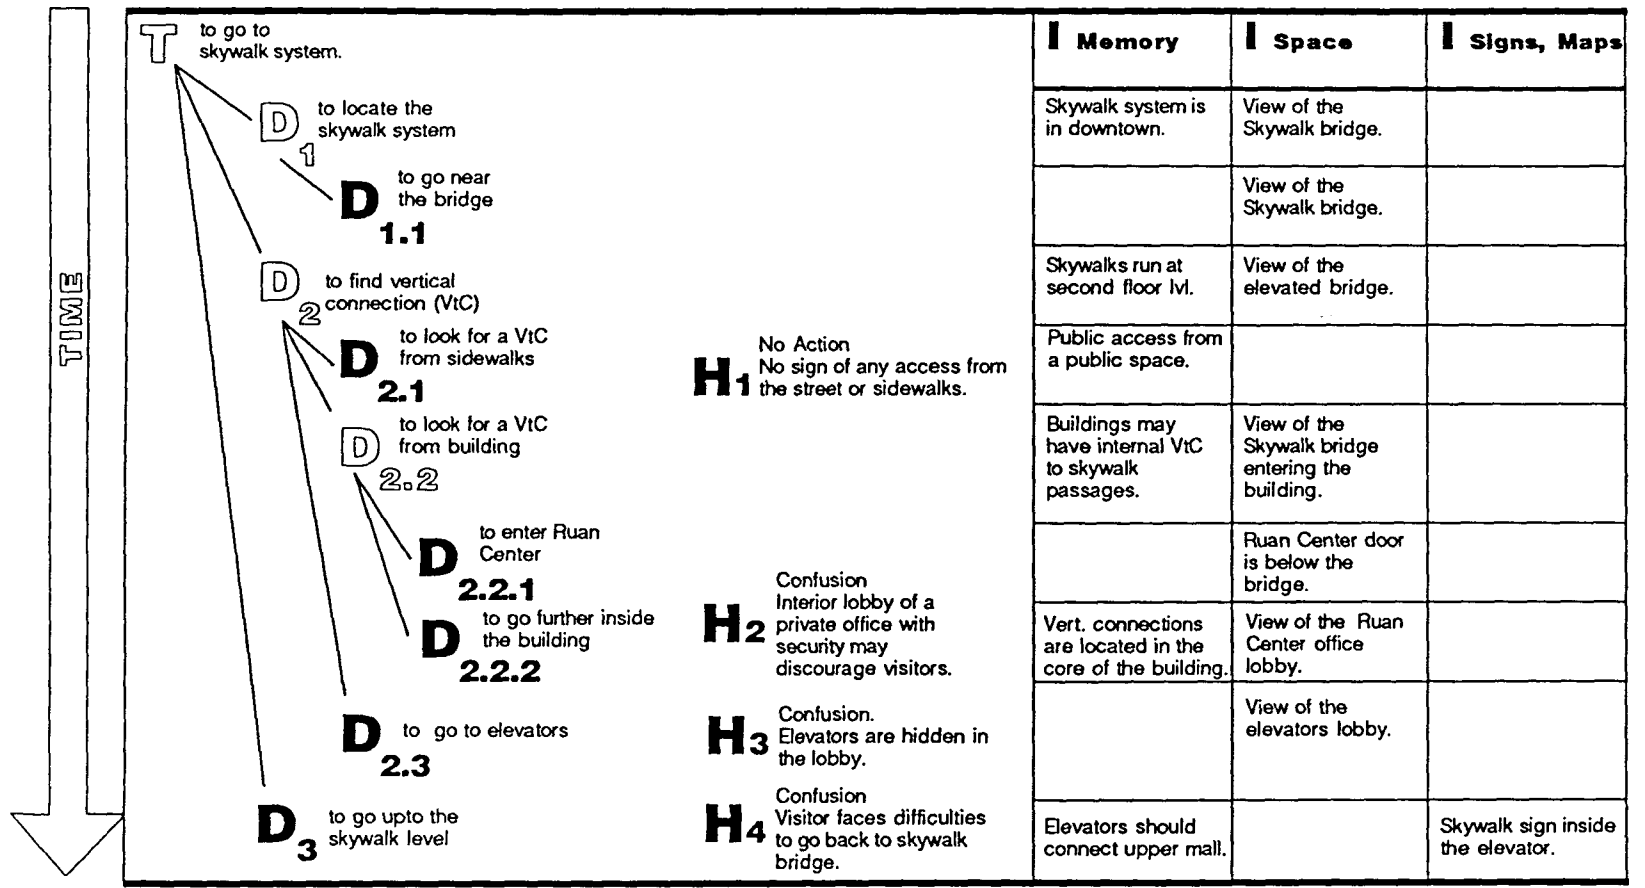 TIME
T to go to
skywalk system.
I Memory
I Space
I Signs, Maps
D1 to locate the
skywalk system
Skywalk system is
in downtown.
View of the
Skywalk bridge.
D1.1 to go near
the bridge
View of the
Skywalk bridge.
D2 to find vertical
connection (VtC)
Skywalks run at
second floor lvl.
View of the
elevated bridge.
D2.1 to look for a VtC
from sidewalks
H1 No Action
No sign of any access from
the street or sidewalks.
Public access from
a public space.
D2.2 to look for a VtC
from building
Buildings may
have internal VtC
to skywalk
passages.
View of the
Skywalk bridge
entering the
building.
D2.2.1 to enter Ruan
Center
Ruan Center door
is below the
bridge.
D2.2.2 to go further inside
the building
H2 Confusion
Interior lobby of a
private office with
security may
discourage visitors.
Vert. connections
are located in the
core of the building.
View of the Ruan
Center office
lobby.
D2.3 to go to elevators
H3 Confusion.
Elevators are hidden in
the lobby.
View of the
elevators lobby.
D3 to go upto the
skywalk level
H4 Confusion
Visitor faces difficulties
to go back to skywalk
bridge.
Elevators should
connect upper mall.
Skywalk sign inside
the elevator.